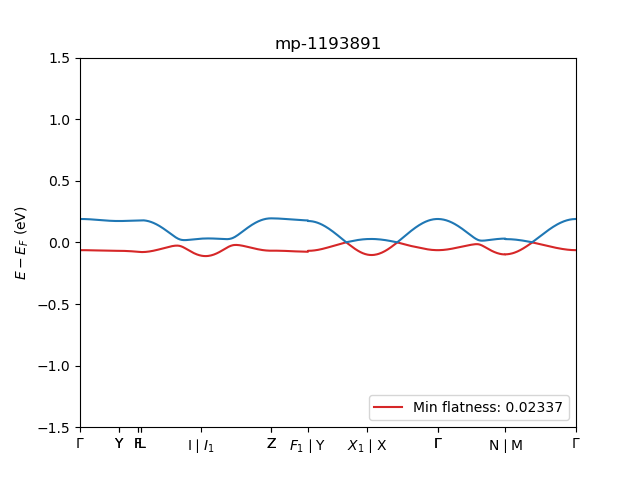 mp-1193891
1.5
1.0
0.5
0.0
−0.5
−1.0
−1.5
E − E_F (eV)
Min flatness: 0.02337
Γ Y F L I | I₁ Z F₁ | Y X₁ | X Γ N | M Γ